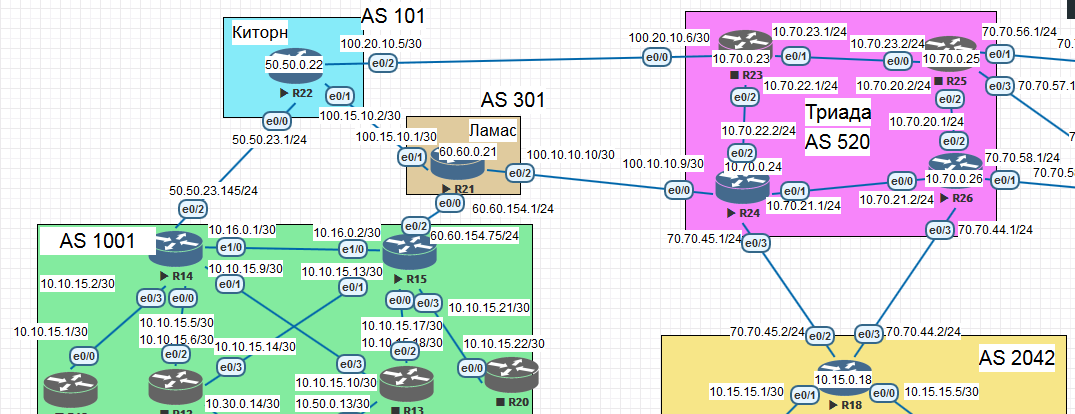 AS 101
Киторн
50.50.0.22
R22
e0/2
100.20.10.5/30
e0/1
100.15.10.2/30
e0/0
50.50.23.1/24
AS 301
Ламас
100.15.10.1/30
e0/1
60.60.0.21
R21
e0/2
100.10.10.10/30
e0/0
60.60.154.1/24
100.20.10.6/30
e0/0
10.70.0.23
R23
e0/1
10.70.23.1/24
10.70.23.2/24
e0/0
10.70.0.25
R25
e0/1
70.70.56.1/24
e0/3
70.70.57.1
e0/2
10.70.22.1/24
10.70.20.2/24
e0/2
Триада
AS 520
10.70.22.2/24
e0/2
10.70.20.1/24
e0/2
100.10.10.9/30
e0/0
10.70.0.24
R24
e0/1
10.70.21.1/24
e0/0
10.70.21.2/24
10.70.0.26
R26
70.70.58.1/24
e0/1
70.70.45.1/24
e0/3
e0/3
70.70.44.1/24
50.50.23.145/24
e0/2
AS 1001
R14
10.16.0.1/30
e1/0
10.16.0.2/30
e1/0
e0/2
60.60.154.75/24
R15
10.10.15.2/30
e0/3
e0/0
10.10.15.9/30
e0/1
10.10.15.13/30
e0/1
e0/0
e0/3
10.10.15.21/30
10.10.15.1/30
e0/0
10.10.15.5/30
10.10.15.6/30
e0/2
10.10.15.14/30
e0/3
10.10.15.17/30
e0/2
10.10.15.22/30
e0/0
R20
10.10.15.10/30
e0/3
10.30.0.14/30
10.50.0.13/30
R13
70.70.45.2/24
e0/2
e0/3
70.70.44.2/24
AS 2042
10.15.0.18
R18
10.15.15.1/30
e0/1
e0/0
10.15.15.5/30